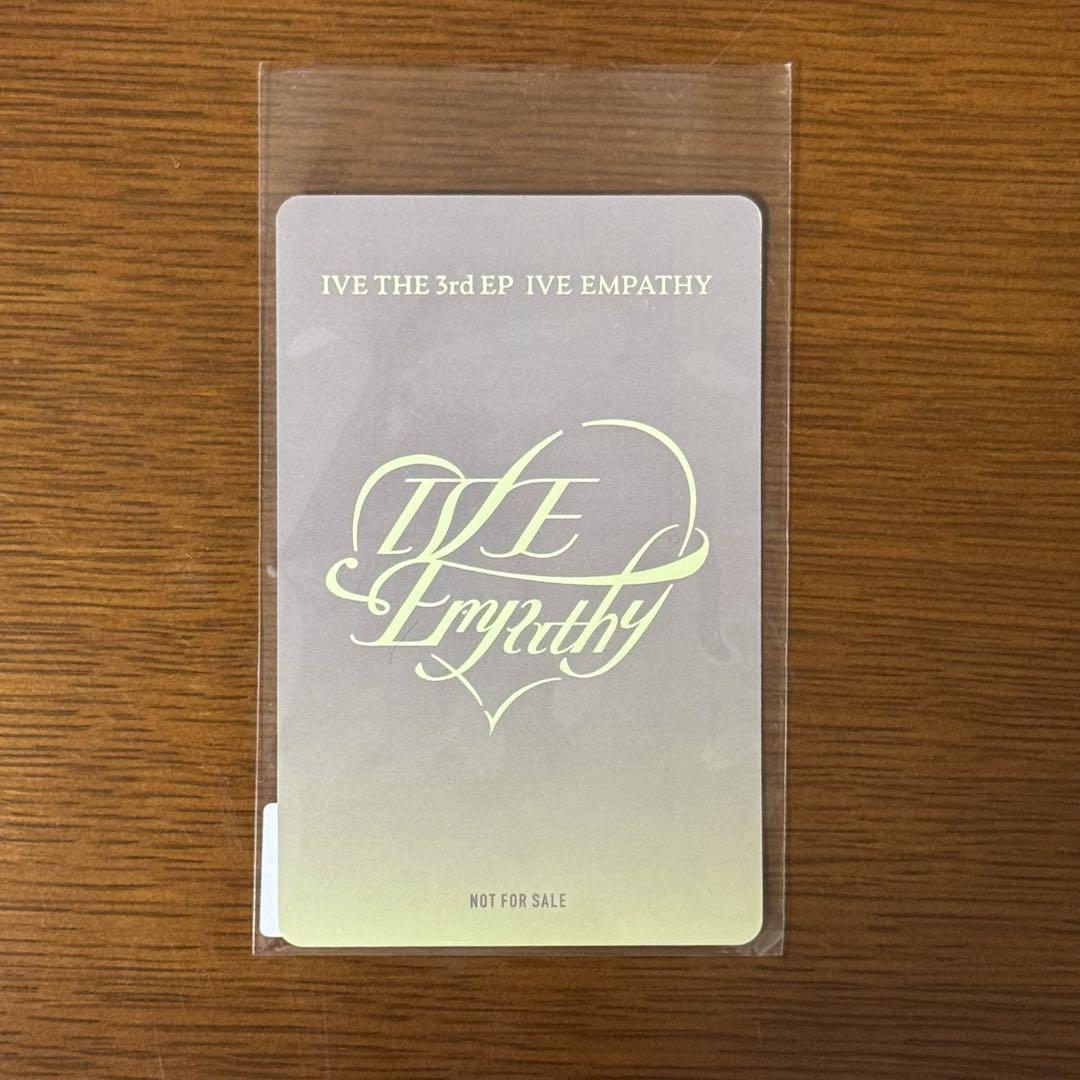 IVE THE 3rd EP IVE EMPATHY
IVE
Empathy
NOT FOR SALE